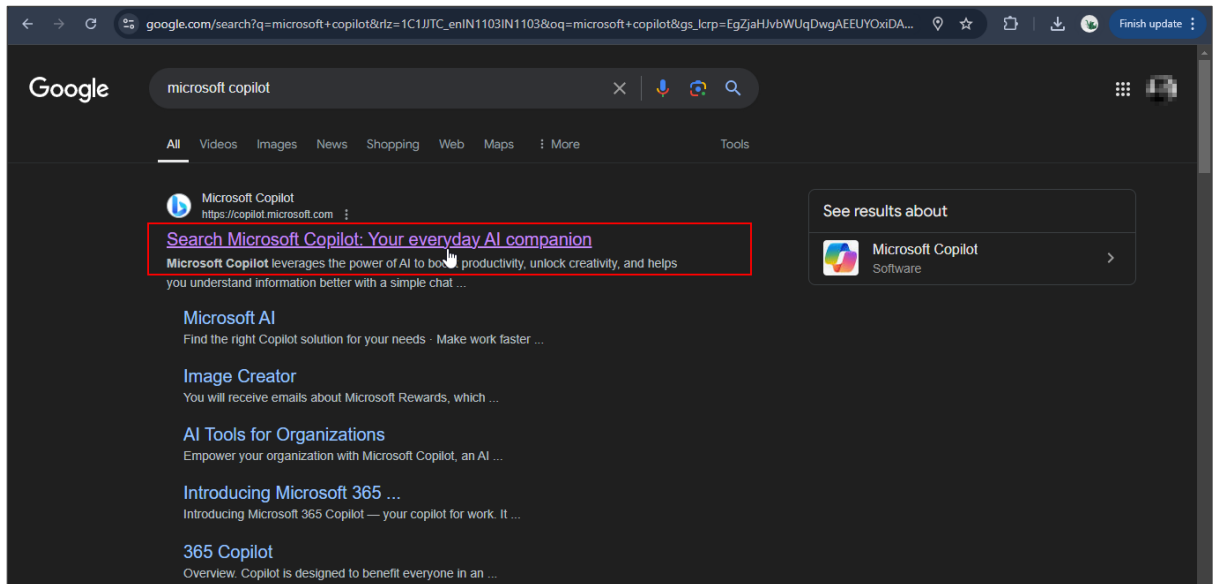 google.com/search?q=microsoft+copilot&rlz=1C1JJTC_enIN1103IN1103&oq=microsoft+copilot&gs_lcrp=EgZjaHJvbWUqDwgAEEUYOxiDA...
Finish update
Google
microsoft copilot
All Videos Images News Shopping Web Maps More Tools
Microsoft Copilot
https://copilot.microsoft.com
Search Microsoft Copilot: Your everyday AI companion
Microsoft Copilot leverages the power of AI to productivity, unlock creativity, and helps
you understand information better with a simple chat ...
Microsoft AI
Find the right Copilot solution for your needs · Make work faster ...
Image Creator
You will receive emails about Microsoft Rewards, which ...
AI Tools for Organizations
Empower your organization with Microsoft Copilot, an AI ...
Introducing Microsoft 365 ...
Introducing Microsoft 365 Copilot — your copilot for work. It ...
365 Copilot
Overview. Copilot is designed to benefit everyone in an ...
See results about
Microsoft Copilot
Software